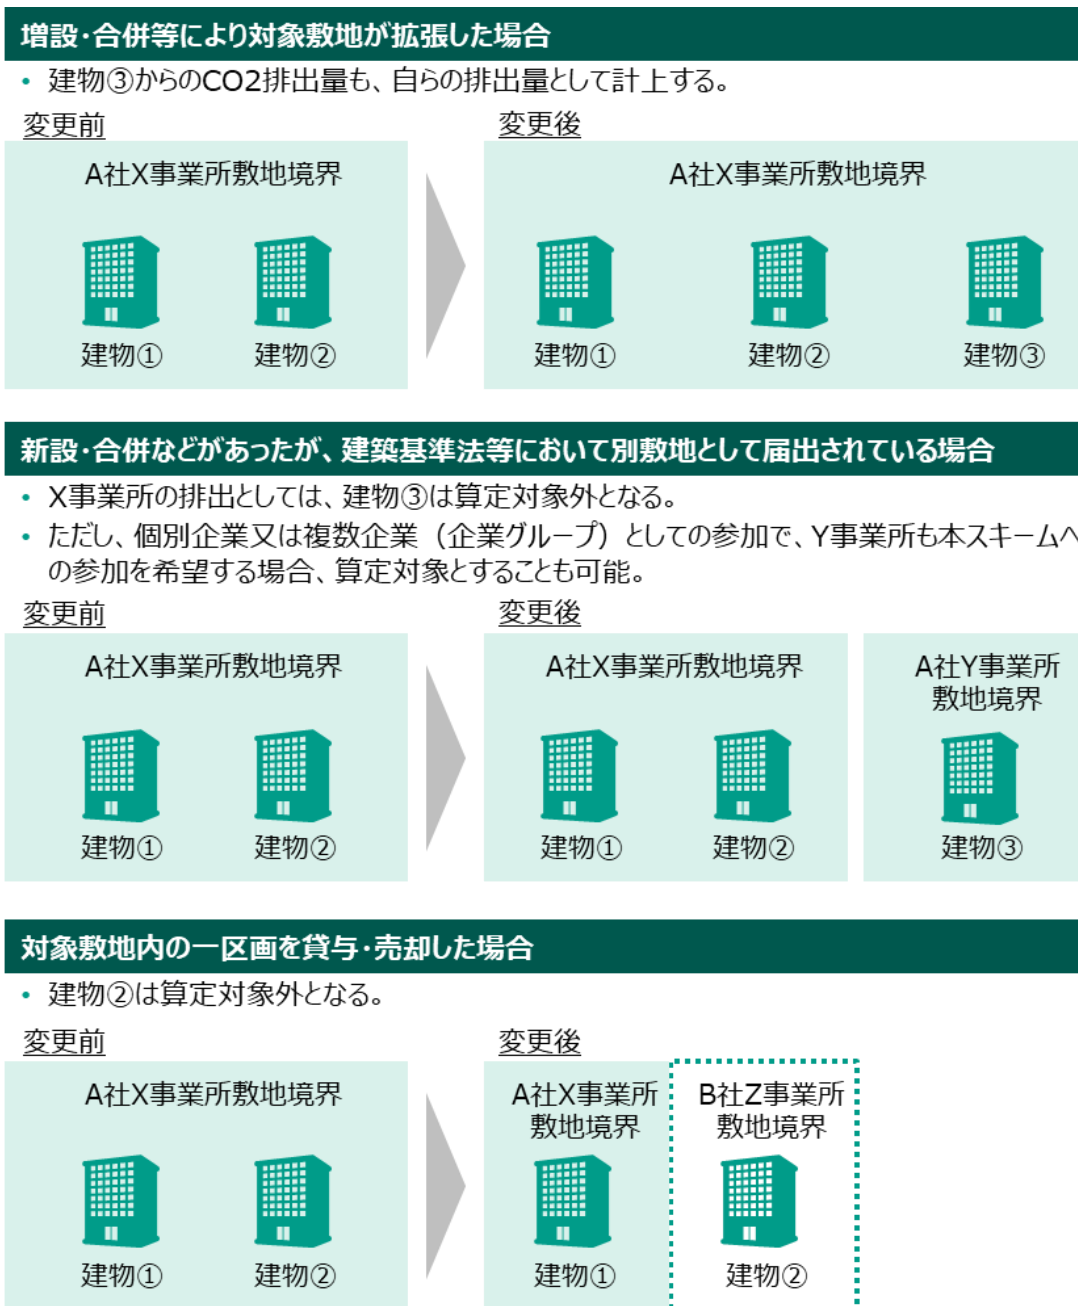 増設・合併等により対象敷地が拡張した場合
• 建物③からのCO2排出量も、自らの排出量として計上する。
変更前
変更後
A社X事業所敷地境界
A社X事業所敷地境界
建物①
建物②
建物①
建物②
建物③
新設・合併などがあったが、建築基準法等において別敷地として届出されている場合
• X事業所の排出としては、建物③は算定対象外となる。
• ただし、個別企業又は複数企業（企業グループ）としての参加で、Y事業所も本スキームへ
の参加を希望する場合、算定対象とすることも可能。
変更前
変更後
A社X事業所敷地境界
A社X事業所敷地境界
A社Y事業所
敷地境界
建物①
建物②
建物①
建物②
建物③
対象敷地内の一区画を貸与・売却した場合
• 建物②は算定対象外となる。
変更前
変更後
A社X事業所敷地境界
A社X事業所
敷地境界
B社Z事業所
敷地境界
建物①
建物②
建物①
建物②